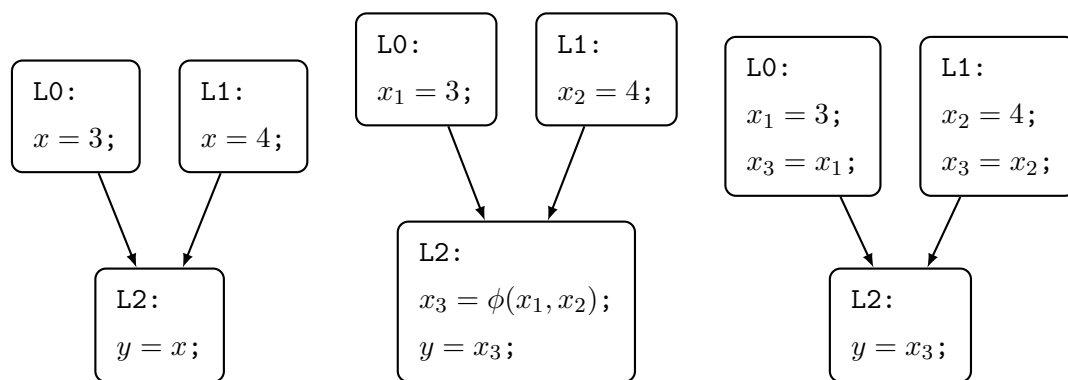 L0:
x = 3;
L1:
x = 4;
L2:
y = x;
L0:
x₁ = 3;
L1:
x₂ = 4;
L2:
x₃ = ϕ(x₁, x₂);
y = x₃;
L0:
x₁ = 3;
x₃ = x₁;
L1:
x₂ = 4;
x₃ = x₂;
L2:
y = x₃;